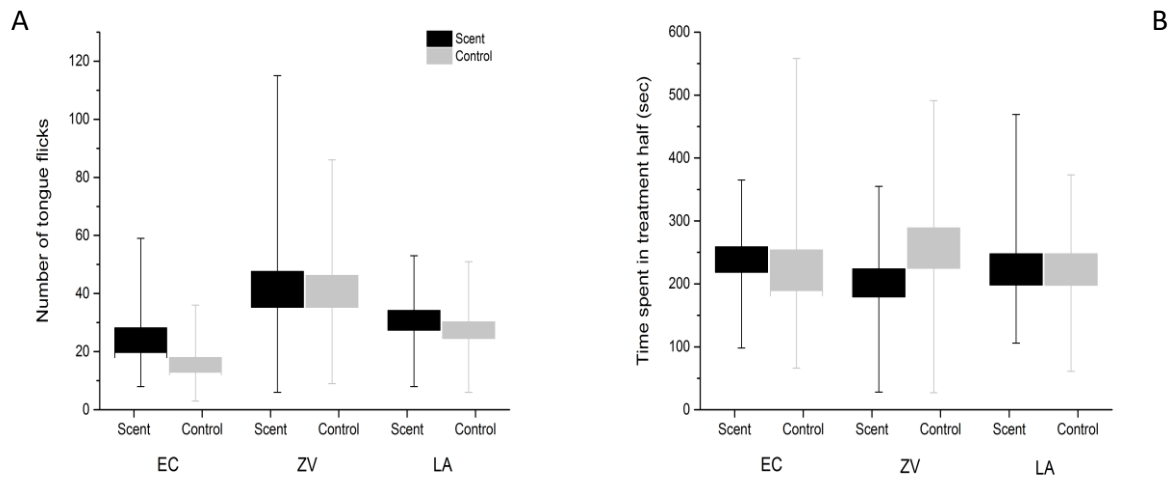 A
Number of tongue flicks
120
100
80
60
40
20
0
Scent
Control
Scent Control Scent Control Scent Control
EC ZV LA
B
Time spent in treatment half (sec)
600
500
400
300
200
100
0
Scent Control Scent Control Scent Control
EC ZV LA